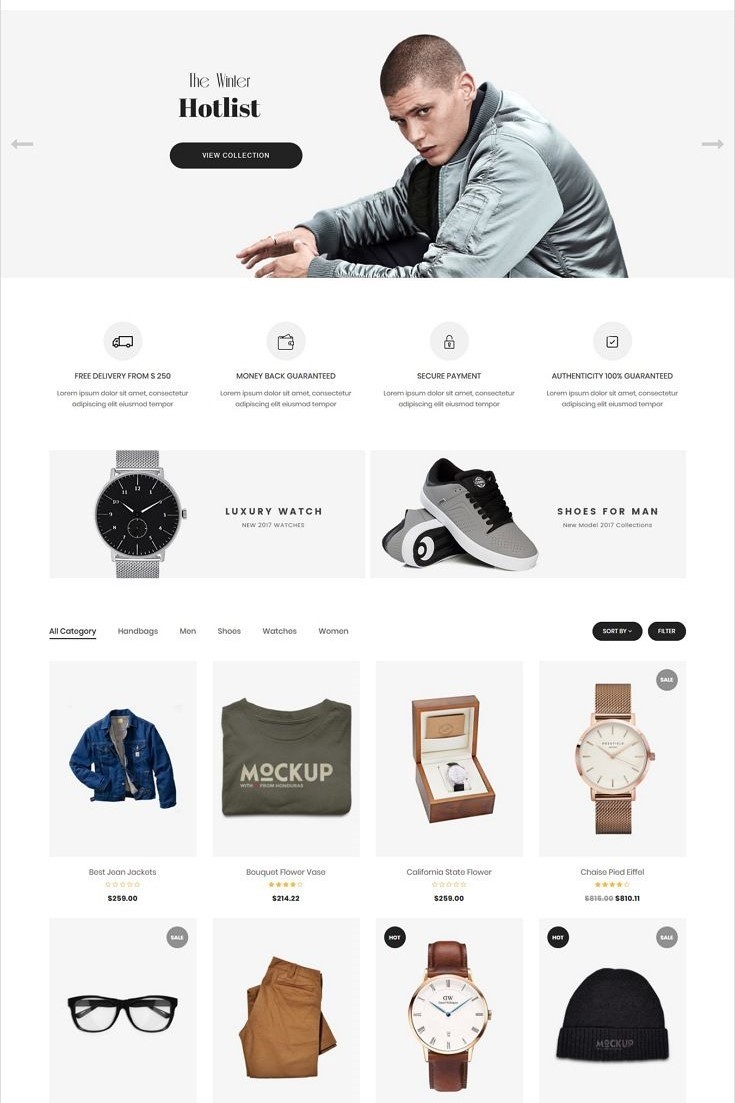 The Winter
Hotlist
VIEW COLLECTION
FREE DELIVERY FROM $ 250
MONEY BACK GUARANTEED
SECURE PAYMENT
AUTHENTICITY 100% GUARANTEED
Lorem ipsum dolor sit amet, consectetur
adipiscing elit eiusmod tempor
Lorem ipsum dolor sit amet, consectetur
adipiscing elit eiusmod tempor
Lorem ipsum dolor sit amet, consectetur
adipiscing elit eiusmod tempor
Lorem ipsum dolor sit amet, consectetur
adipiscing elit eiusmod tempor
LUXURY WATCH
NEW 2017 WATCHES
SHOES FOR MAN
New Model 2017 Collections
All Category
Handbags
Men
Shoes
Watches
Women
SORT BY
FILTER
MOCKUP
WITH FROM HONDURAS
SALE
Best Jean Jackets
$259.00
Bouquet Flower Vase
$214.22
California State Flower
$259.00
Chaise Pied Eiffel
$815.00 $810.11
SALE
HOT
DW
HOT
SALE
MOCKUP